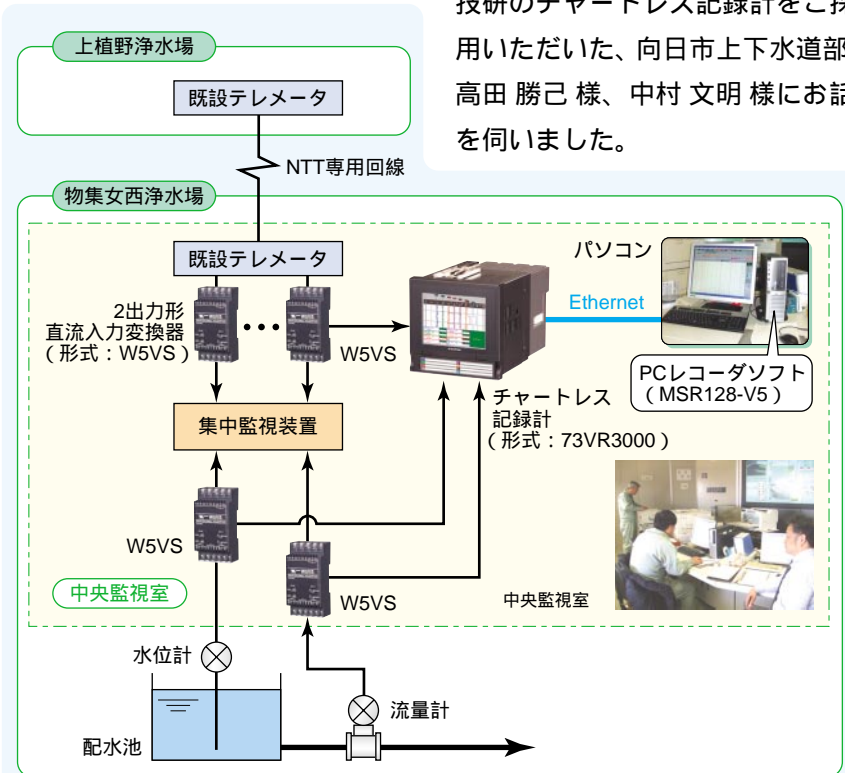 技研のチャートレス記録計をご採
用いただいた、向日市上下水道部
高田 勝己 様、中村 文明 様にお話
を伺いました。
上植野浄水場
既設テレメータ
NTT専用回線
物集女西浄水場
既設テレメータ
2出力形
直流入力変換器
（形式：W5VS）
W5VS
パソコン
Ethernet
PCレコーダソフト
（MSR128-V5）
チャートレス
記録計
（形式：73VR3000）
集中監視装置
W5VS
W5VS
中央監視室
中央監視室
水位計
流量計
配水池